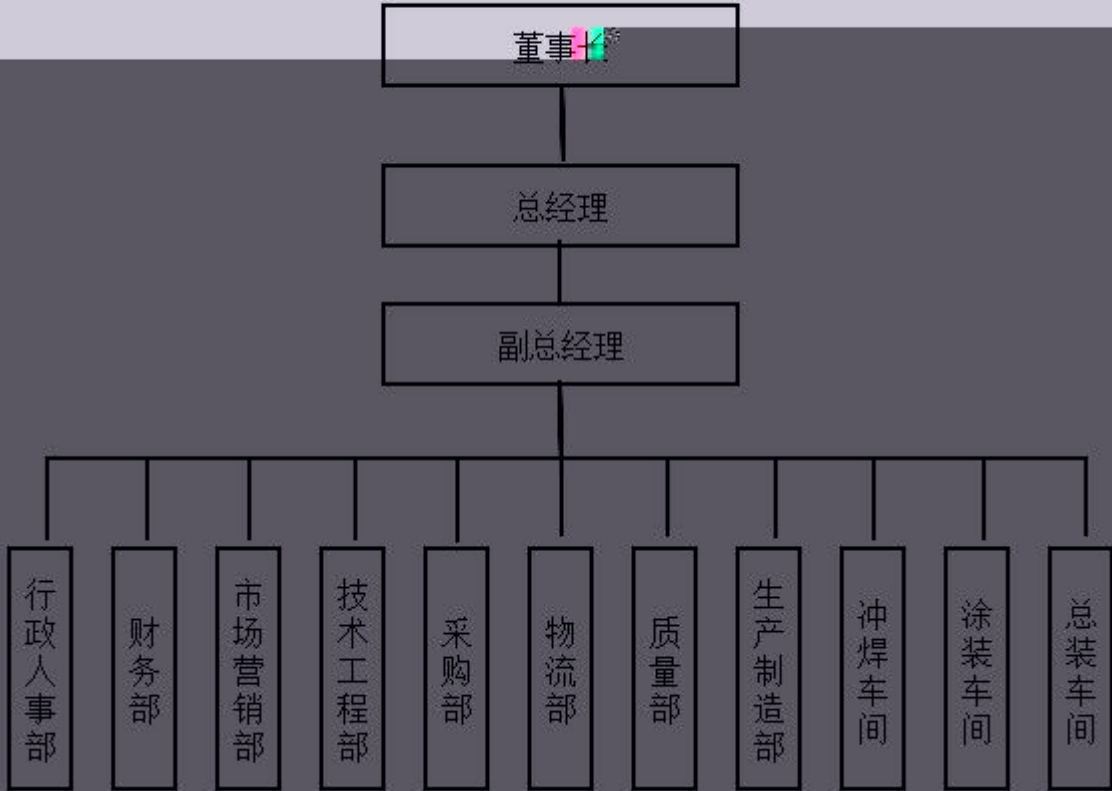 董事长
总经理
副总经理
行政人事部
财务部
市场营销部
技术工程部
采购部
物流部
质量部
生产制造部
冲焊车间
涂装车间
总装车间